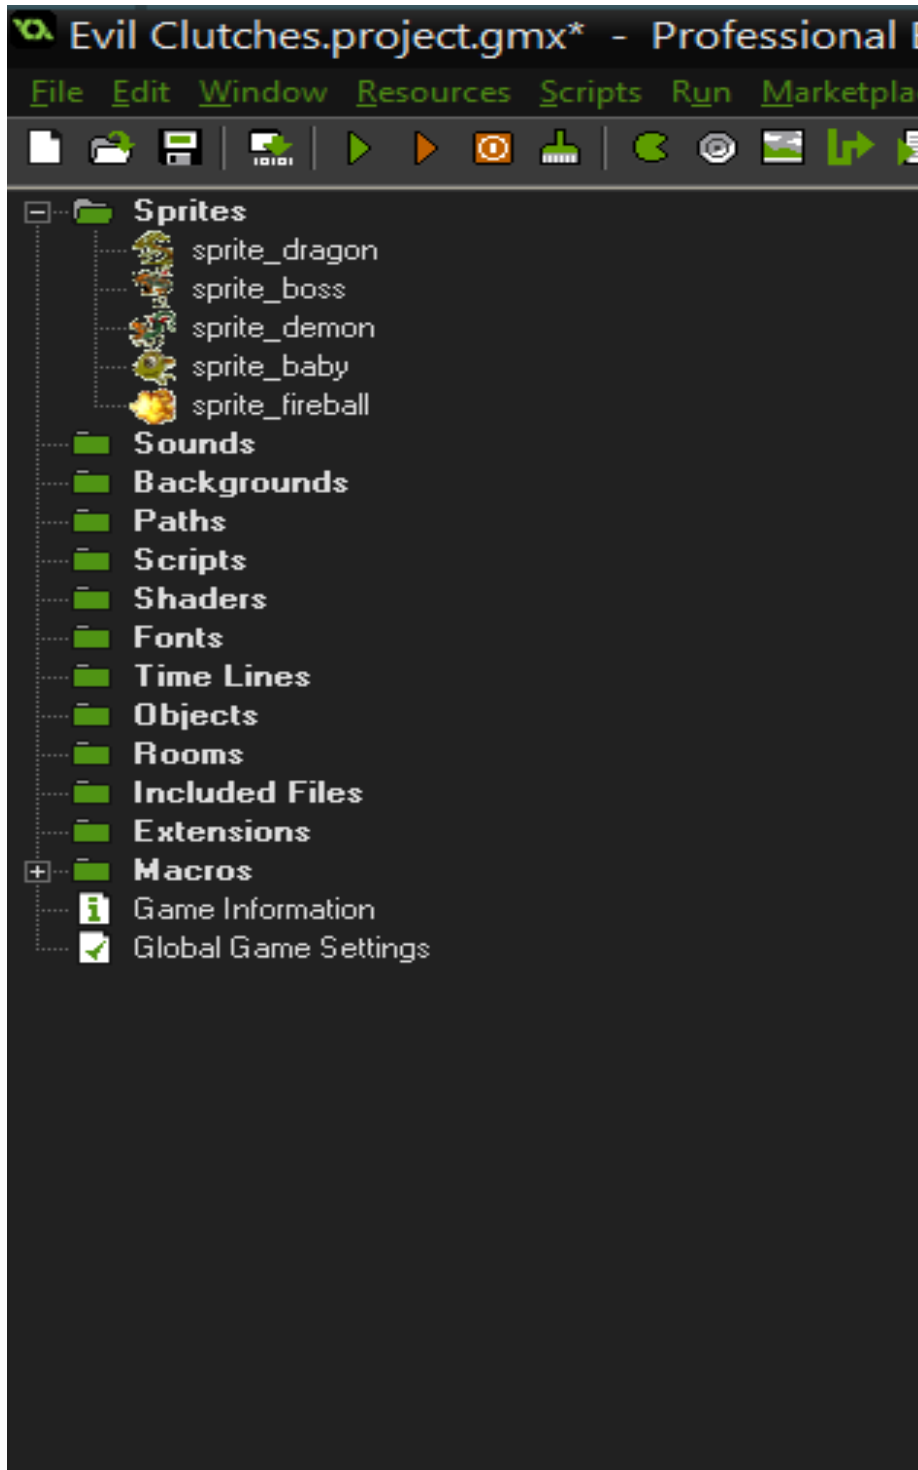 Evil Clutches.project.gmx* - Professional
File Edit Window Resources Scripts Run
Sprites
sprite_dragon
sprite_boss
sprite_demon
sprite_baby
sprite_fireball
Sounds
Backgrounds
Paths
Scripts
Shaders
Fonts
Time Lines
Objects
Rooms
Included Files
Extensions
Macros
Game Information
Global Game Settings